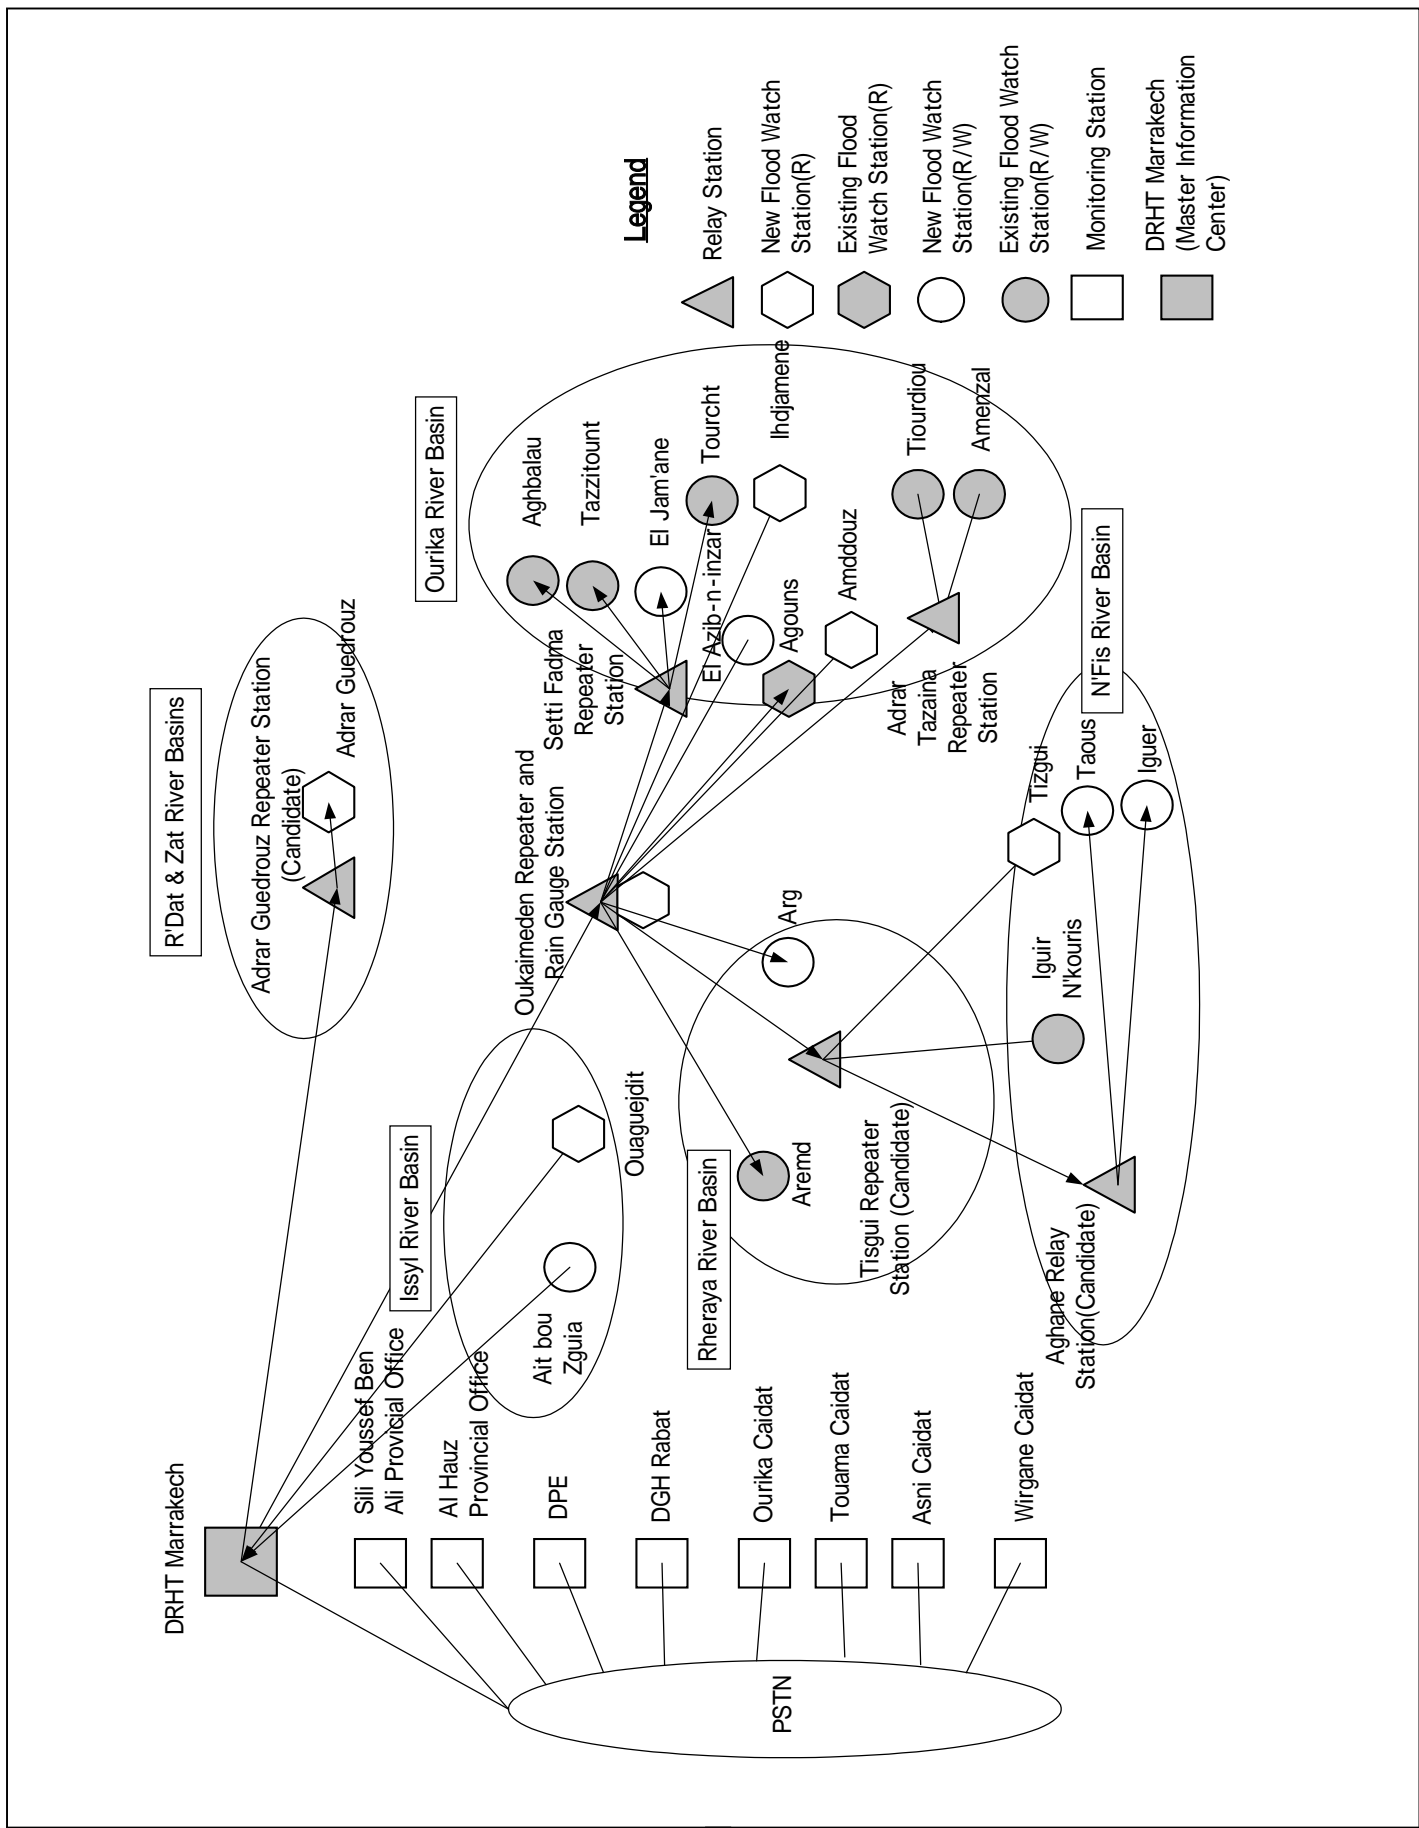 DRHT Marrakech
R'Dat & Zat River Basins
Adrar Guedrouz Repeater Station
(Candidate)
Adrar Guedrouz
Sili Youssef Ben
Ali Provicial Office
Al Hauz
Provincial Office
DPE
DGH Rabat
Ourika Caidat
Touama Caidat
Asni Caidat
Wirgane Caidat
PSTN
Issyl River Basin
Ait bou
Zguia
Ouaguejdit
Oukaimeden Repeater and
Rain Gauge Station
Ourika River Basin
Aghbalau
Tazzitount
El Jam'ane
Tourcht
Ihdjamene
Setti Fadma
Repeater
Station
El Azib-n-inzar
Agouns
Amddouz
Tiourdiou
Amenzal
Adrar
Tazaina
Repeater
Station
Rheraya River Basin
Aremd
Arg
Tisgui Repeater
Station (Candidate)
N'Fis River Basin
Tizgui
Taous
Iguer
Iguir
N'kouris
Aghane Relay
Station(Candidate)
Legend
Relay Station
New Flood Watch
Station(R)
Existing Flood
Watch Station(R)
New Flood Watch
Station(R/W)
Existing Flood Watch
Station(R/W)
Monitoring Station
DRHT Marrakech
(Master Information
Center)